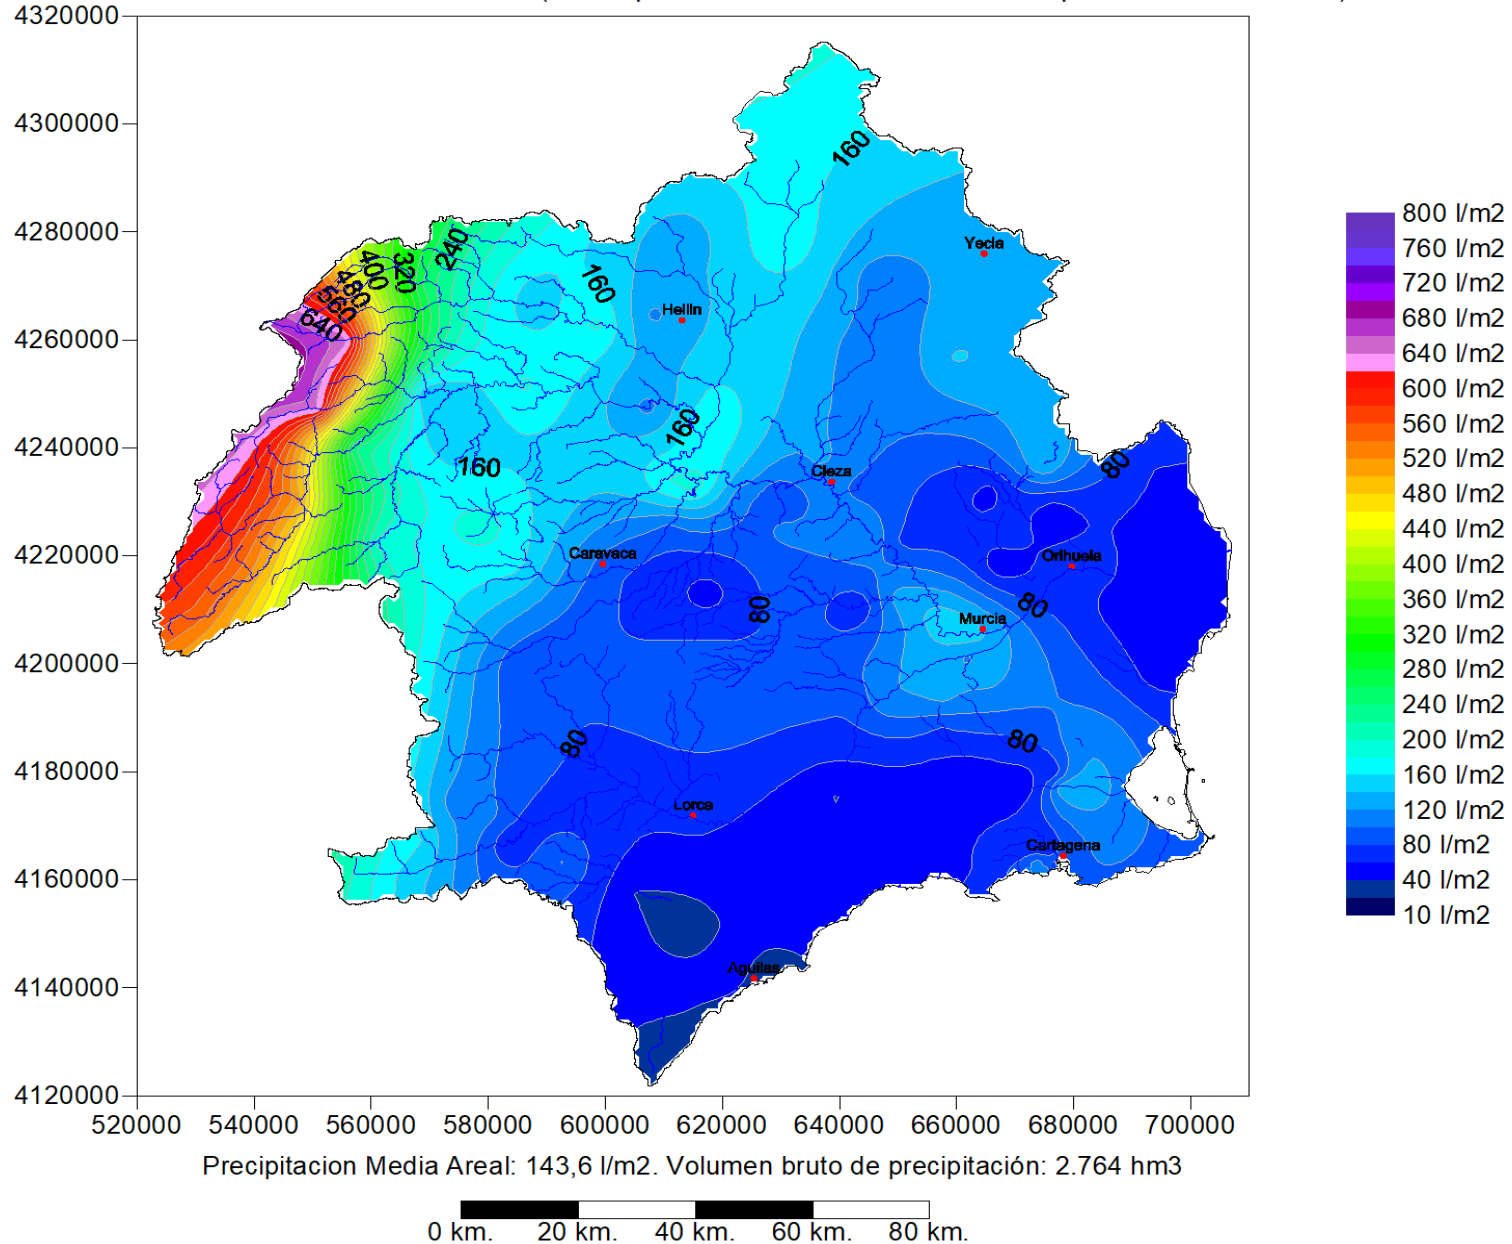 4320000
4300000
4280000
4260000
4240000
4220000
4200000
4180000
4160000
4140000
4120000
520000 540000 560000 580000 600000 620000 640000 660000 680000 700000
160
240
320
400
480
560
640
160
160
160
80
80
80
80
80
Yecla
Hellin
Cieza
Caravaca
Orihuela
Murcia
Lorca
Cartagena
Aguilas
800 l/m2
760 l/m2
720 l/m2
680 l/m2
640 l/m2
600 l/m2
560 l/m2
520 l/m2
480 l/m2
440 l/m2
400 l/m2
360 l/m2
320 l/m2
280 l/m2
240 l/m2
200 l/m2
160 l/m2
120 l/m2
80 l/m2
40 l/m2
10 l/m2
Precipitacion Media Areal: 143,6 l/m2. Volumen bruto de precipitación: 2.764 hm3
0 km. 20 km. 40 km. 60 km. 80 km.